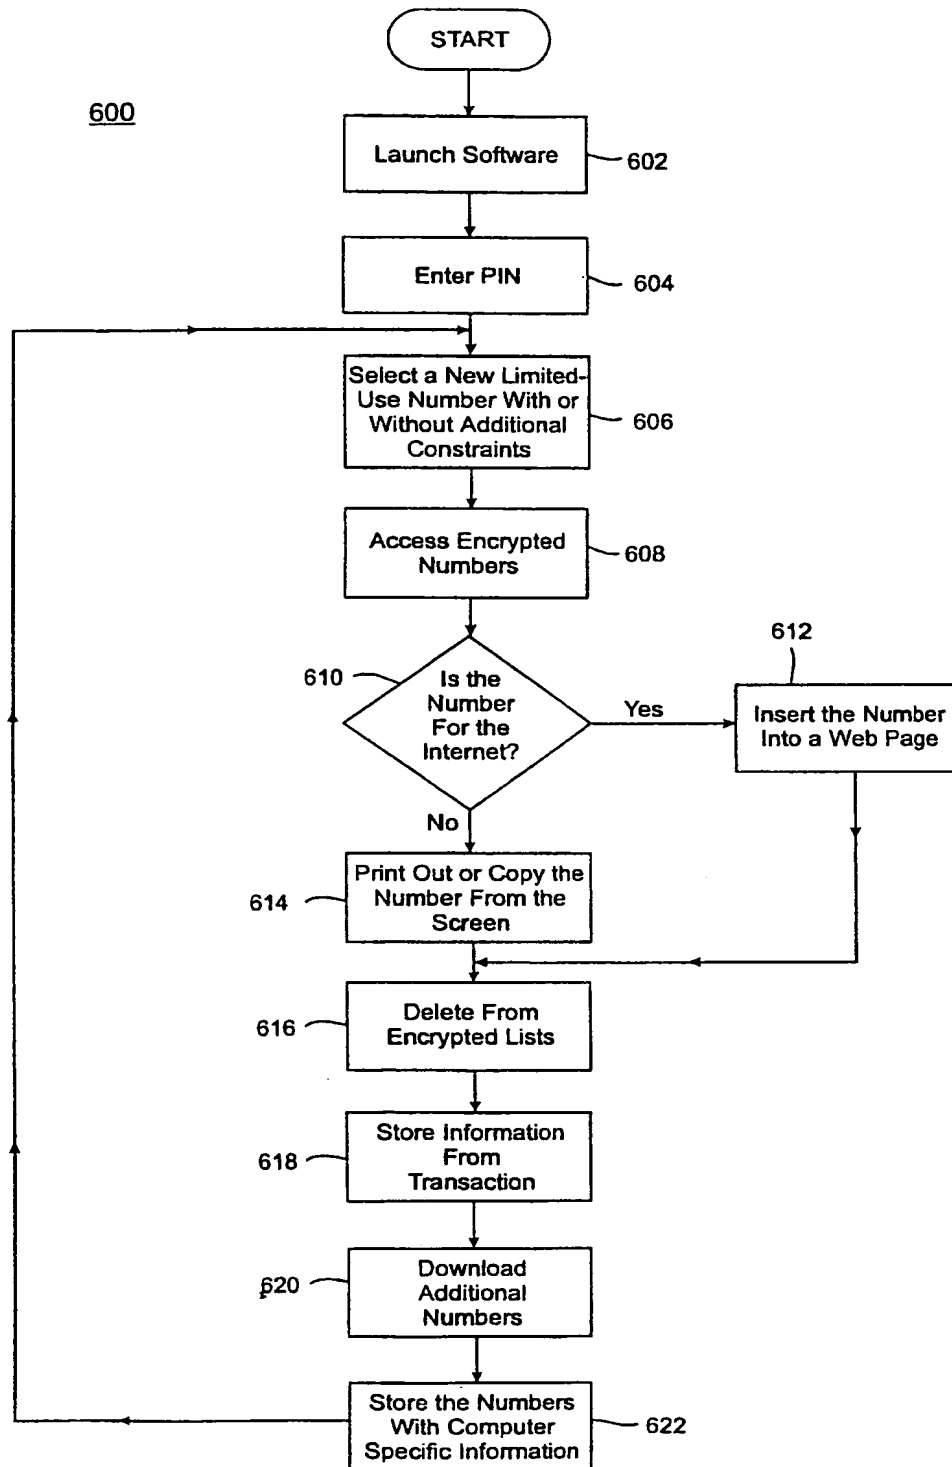 START
600
Launch Software
602
Enter PIN
604
Select a New Limited-
Use Number With or
Without Additional
Constraints
606
Access Encrypted
Numbers
608
610
Is the
Number
For the
Internet?
Yes
612
Insert the Number
Into a Web Page
No
Print Out or Copy the
Number From the
Screen
614
Delete From
Encrypted Lists
616
Store Information
From
Transaction
618
Download
Additional
Numbers
620
Store the Numbers
With Computer
Specific Information
622